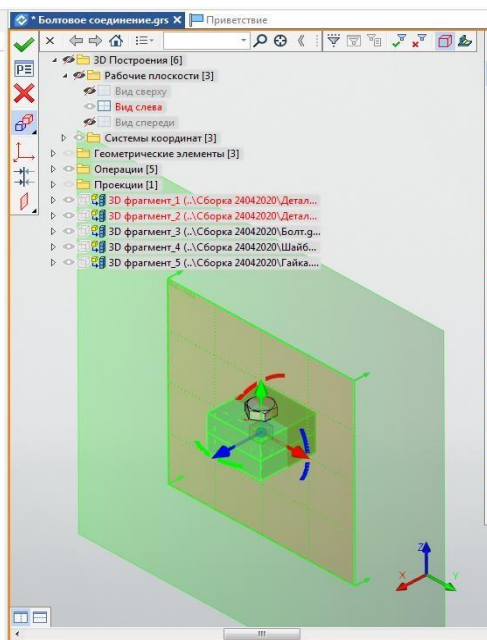 * Болтовое соединение.grs Приветствие
3D Построения [6]
Рабочие плоскости [3]
Вид сверху
Вид слева
Вид спереди
Системы координат [3]
Геометрические элементы [3]
Операции [5]
Проекции [1]
3D фрагмент_1 (..\Сборка 24042020\Детал...
3D фрагмент_2 (..\Сборка 24042020\Детал...
3D фрагмент_3 (..\Сборка 24042020\Болт.g...
3D фрагмент_4 (..\Сборка 24042020\Шайб...
3D фрагмент_5 (..\Сборка 24042020\Гайка....
Z
X Y